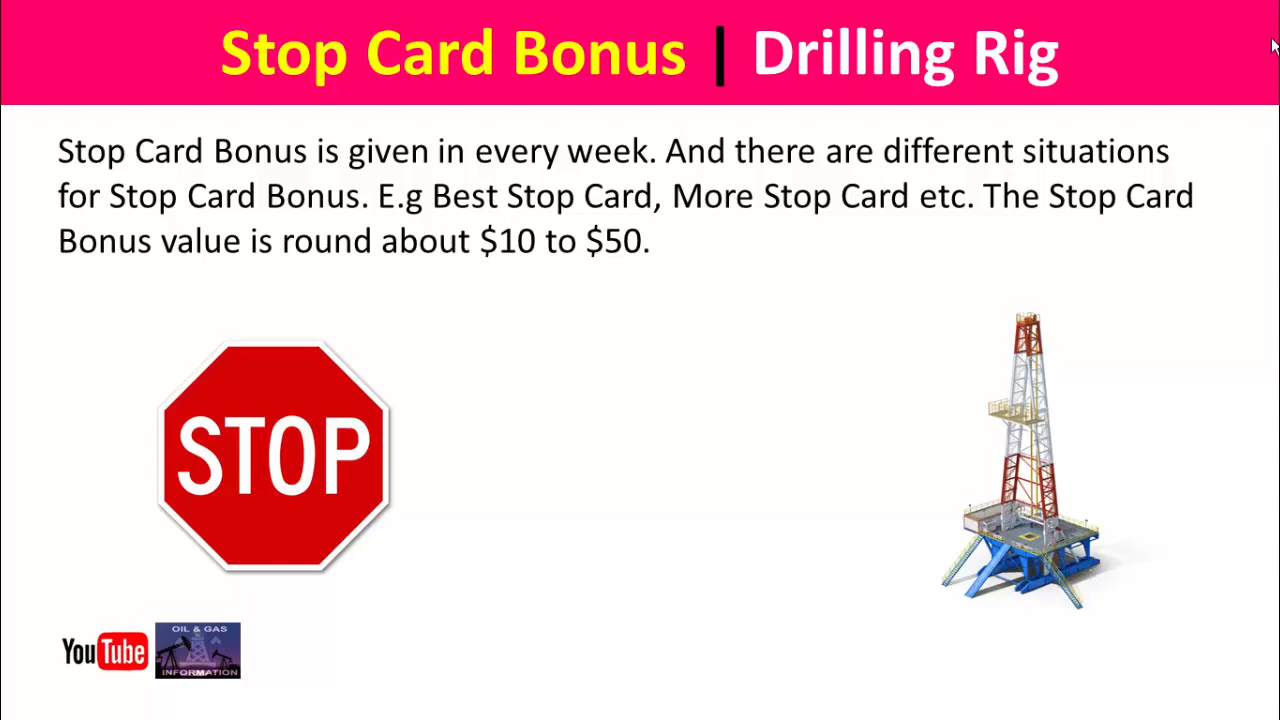 Stop Card Bonus | Drilling Rig
Stop Card Bonus is given in every week. And there are different situations
for Stop Card Bonus. E.g Best Stop Card, More Stop Card etc. The Stop Card
Bonus value is round about $10 to $50.
STOP
YouTube
OIL & GAS
INFORMATION